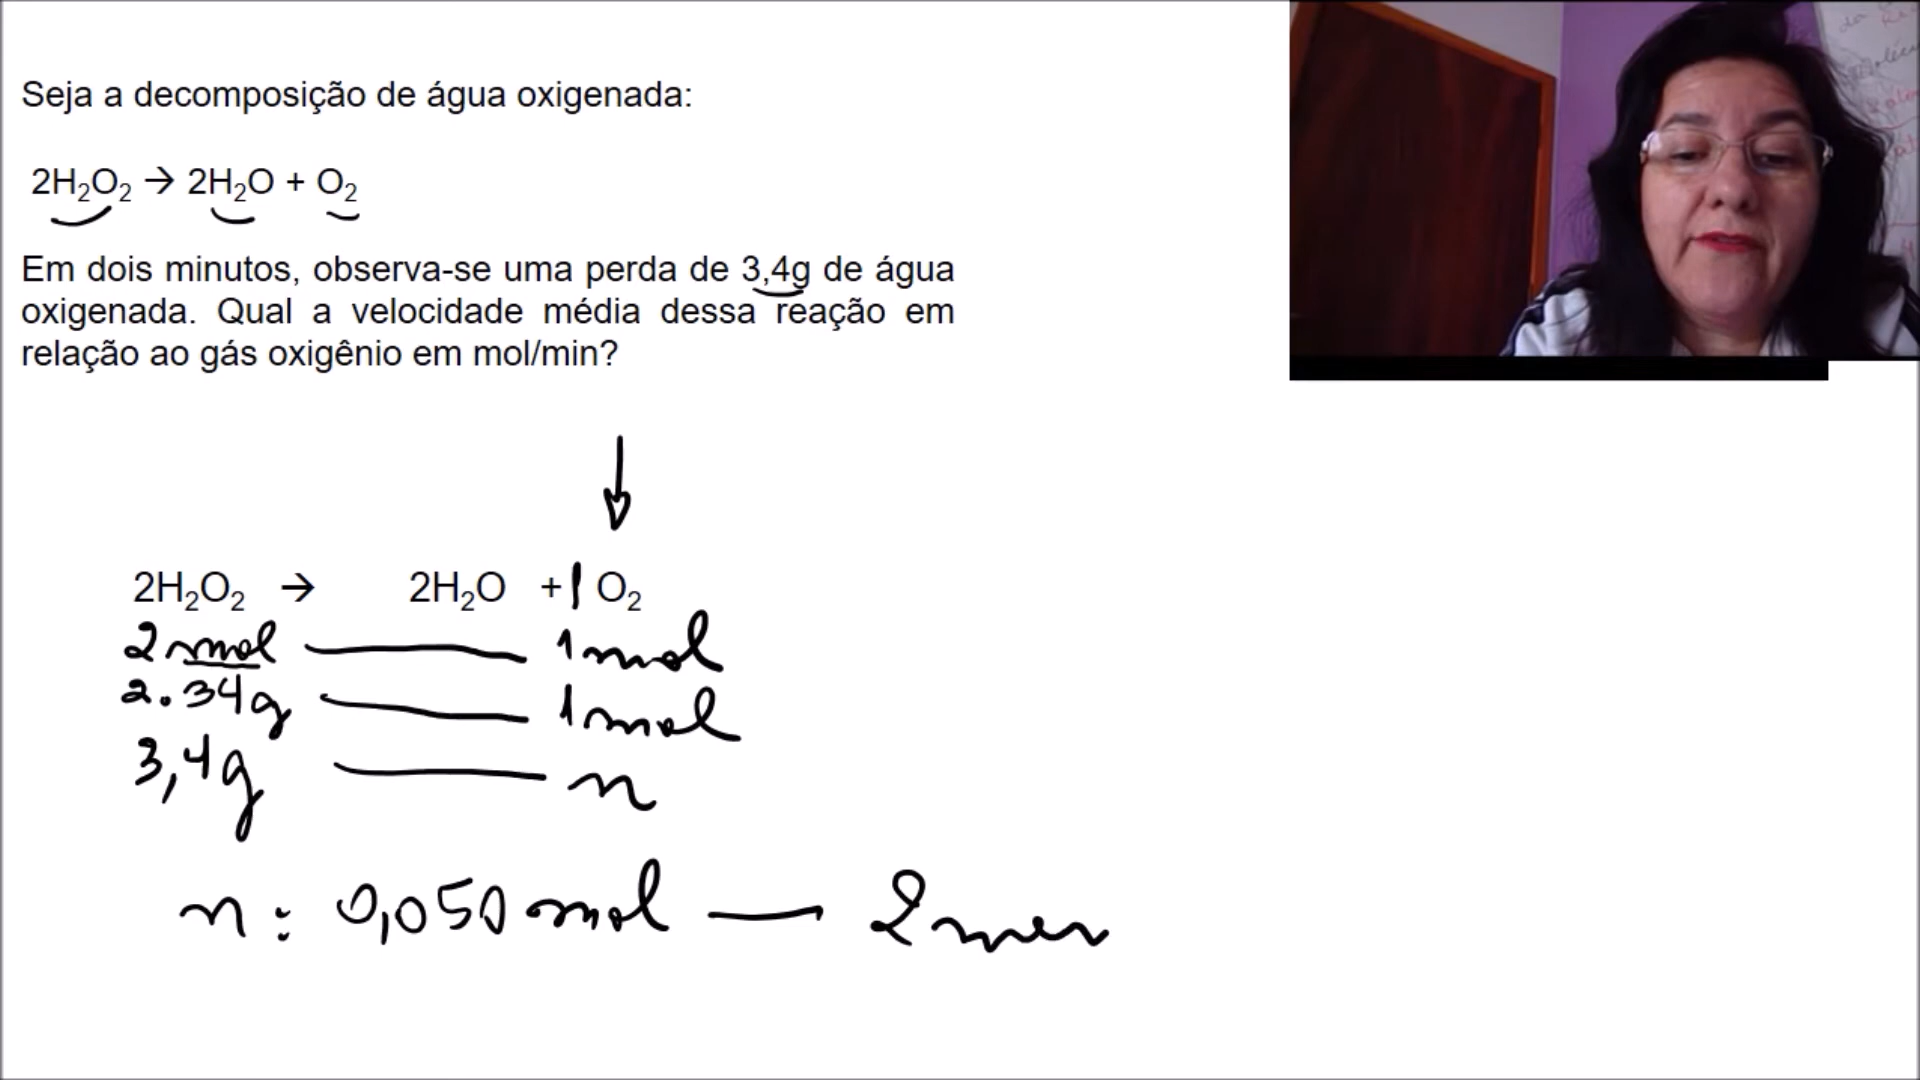 Seja a decomposição de água oxigenada:
2H₂O₂ → 2H₂O + O₂
Em dois minutos, observa-se uma perda de 3,4g de água
oxigenada. Qual a velocidade média dessa reação em
relação ao gás oxigênio em mol/min?
2H₂O₂ → 2H₂O + 1 O₂
2 mol — 1 mol
2.34g — 1 mol
3,4g — n
n: 0,050 mol — 2 min